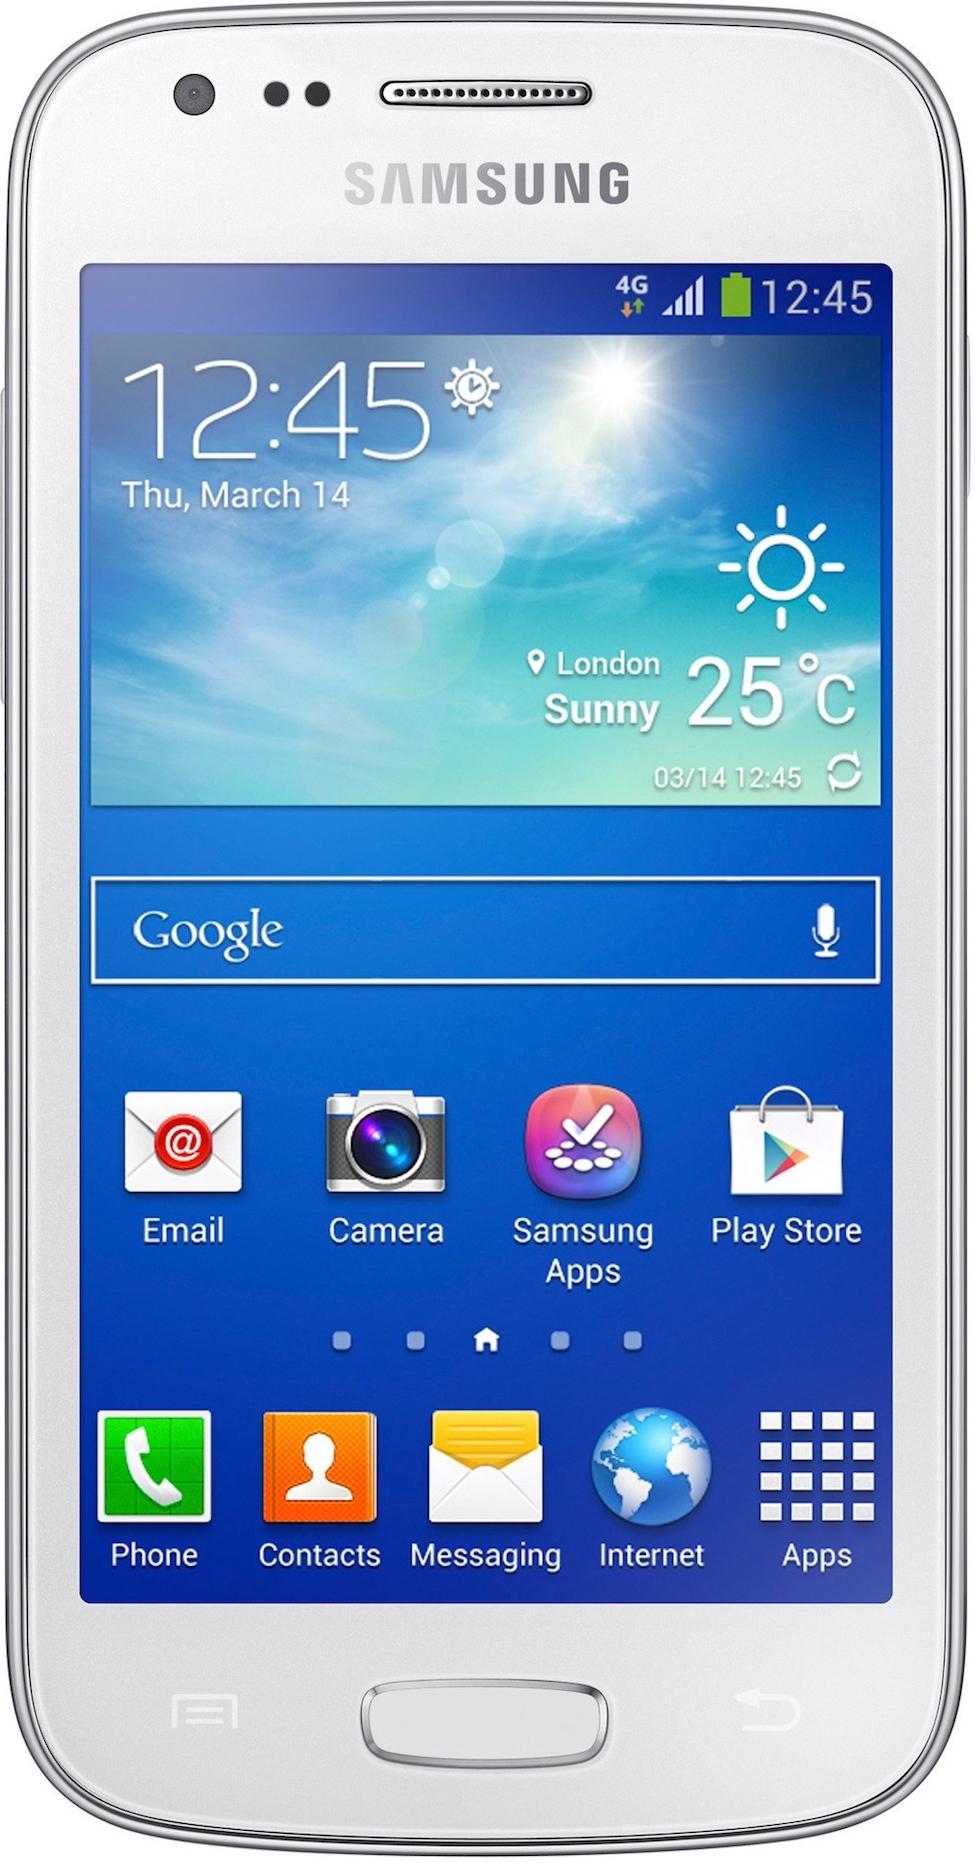 SAMSUNG
4G 12:45
12:45
Thu, March 14
London
Sunny 25°C
03/14 12:45
Google
@
Email Camera Samsung Apps Play Store
Phone Contacts Messaging Internet Apps